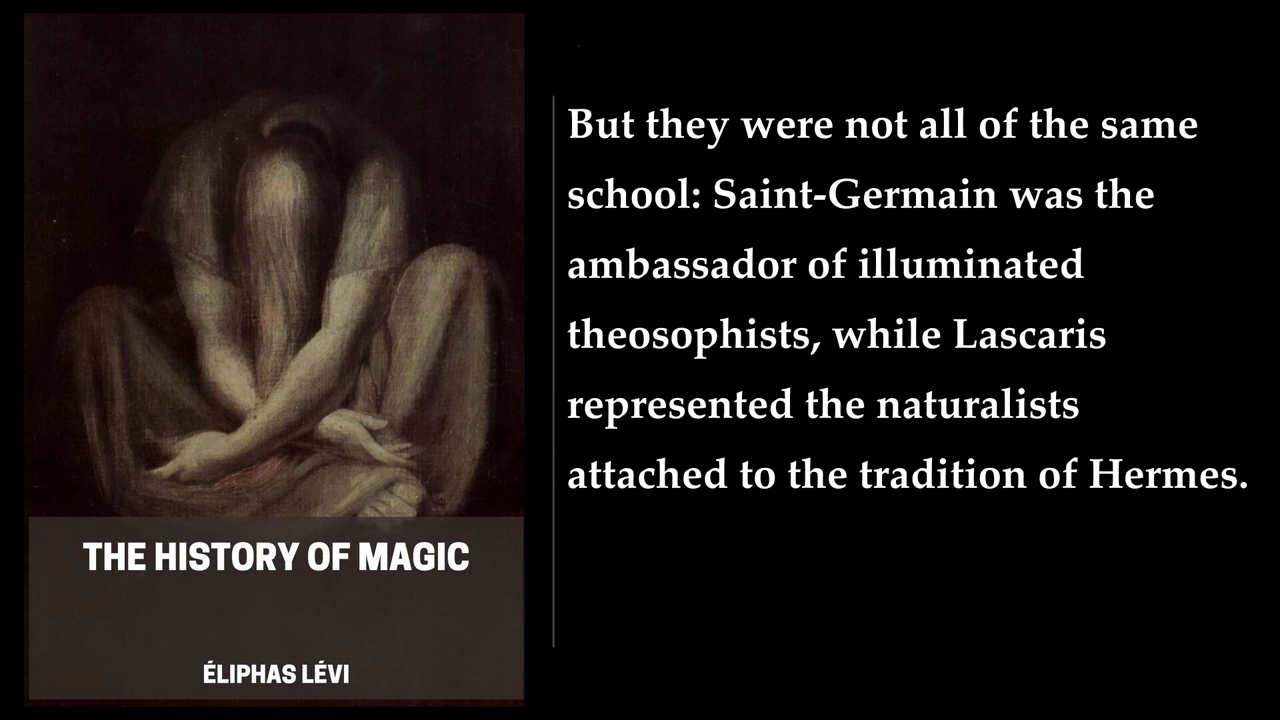 THE HISTORY OF MAGIC
ÉLIPHAS LÉVI
But they were not all of the same
school: Saint-Germain was the
ambassador of illuminated
theosophists, while Lascaris
represented the naturalists
attached to the tradition of Hermes.